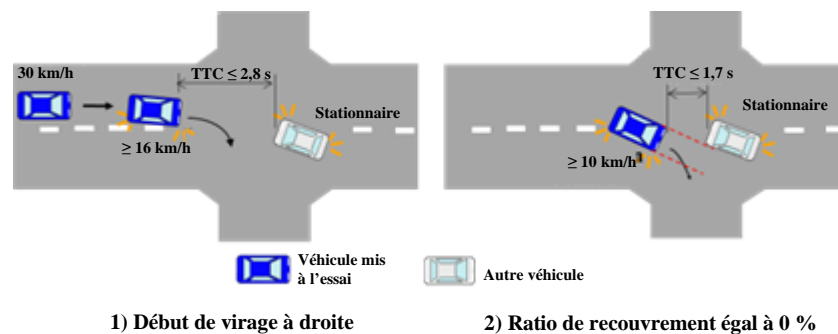 30 km/h
TTC ≤ 2,8 s
Stationnaire
≥ 16 km/h
TTC ≤ 1,7 s
Stationnaire
≥ 10 km/h
Véhicule mis
à l’essai
Autre véhicule
1) Début de virage à droite
2) Ratio de recouvrement égal à 0 %